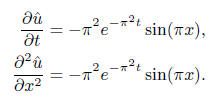 ∂û/∂t = −π²e^{−π²t} sin(πx),
∂²û/∂x² = −π²e^{−π²t} sin(πx).